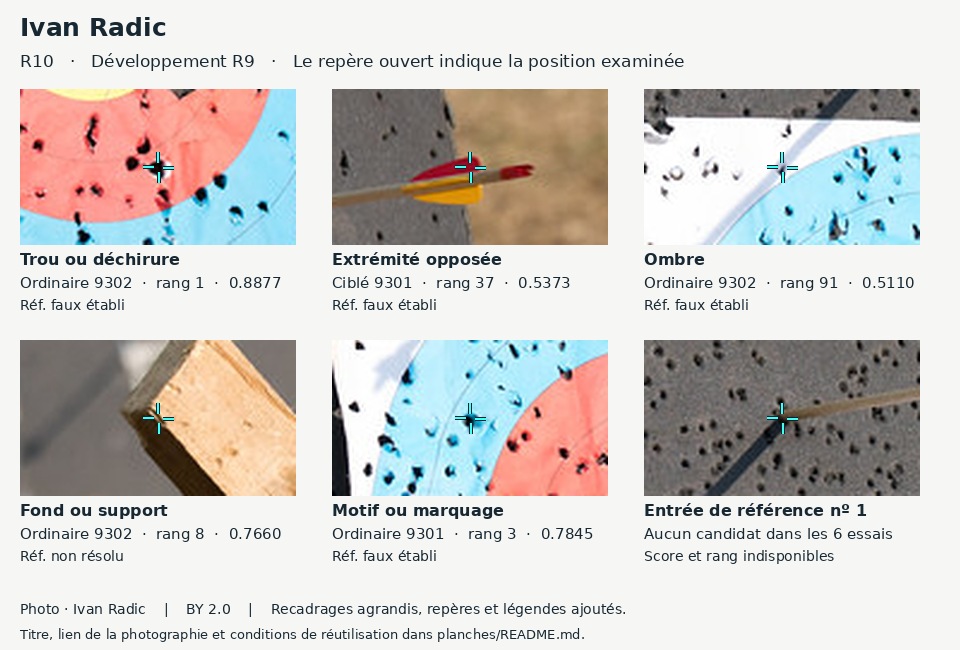 Ivan Radic
R10 · Développement R9 · Le repère ouvert indique la position examinée
Trou ou déchirure
Ordinaire 9302 · rang 1 · 0.8877
Réf. faux établi
Extrémité opposée
Ciblé 9301 · rang 37 · 0.5373
Réf. faux établi
Ombre
Ordinaire 9302 · rang 91 · 0.5110
Réf. faux établi
Fond ou support
Ordinaire 9302 · rang 8 · 0.7660
Réf. non résolu
Motif ou marquage
Ordinaire 9301 · rang 3 · 0.7845
Réf. faux établi
Entrée de référence nº 1
Aucun candidat dans les 6 essais
Score et rang indisponibles
Photo · Ivan Radic | BY 2.0 | Recadrages agrandis, repères et légendes ajoutés.
Titre, lien de la photographie et conditions de réutilisation dans planches/README.md.